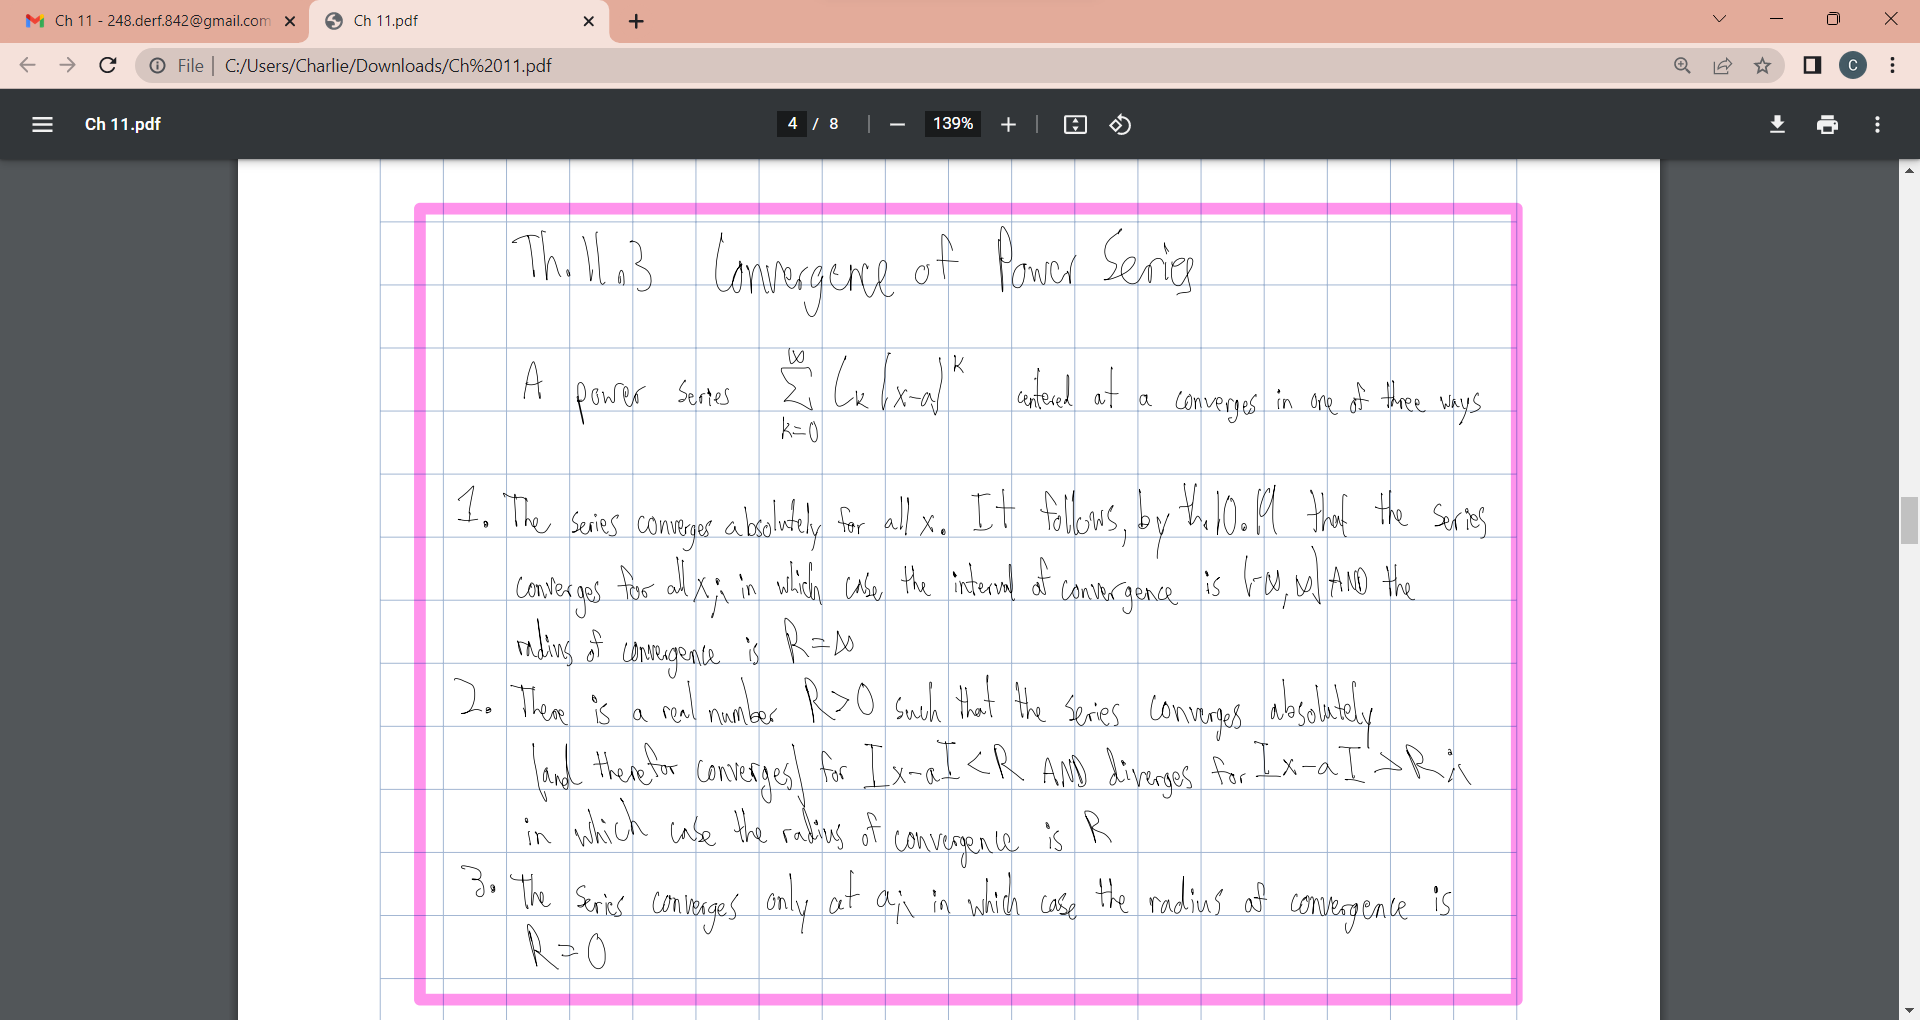 Ch 11 - 248.derf.842@gmail.com
Ch 11.pdf
File | C:/Users/Charlie/Downloads/Ch%2011.pdf
C
Ch 11.pdf
4 / 8
139%
Th. 11.3 Convergence of Power Series
A power series ∑ Cₖ (x-a)ᵏ centered at a converges in one of three ways
∞
k=0
1. The series converges absolutely for all x. It follows, by th. 10.19 that the series
converges for all x; in which case the interval of convergence is (-∞, ∞) AND the
radius of convergence is R=∞
2. There is a real number R>0 such that the series converges absolutely
(and therefor converges) for |x-a|<R AND diverges for |x-a|>R;
in which case the radius of convergence is R
3. The series converges only at a; in which case the radius of convergence is
R=0